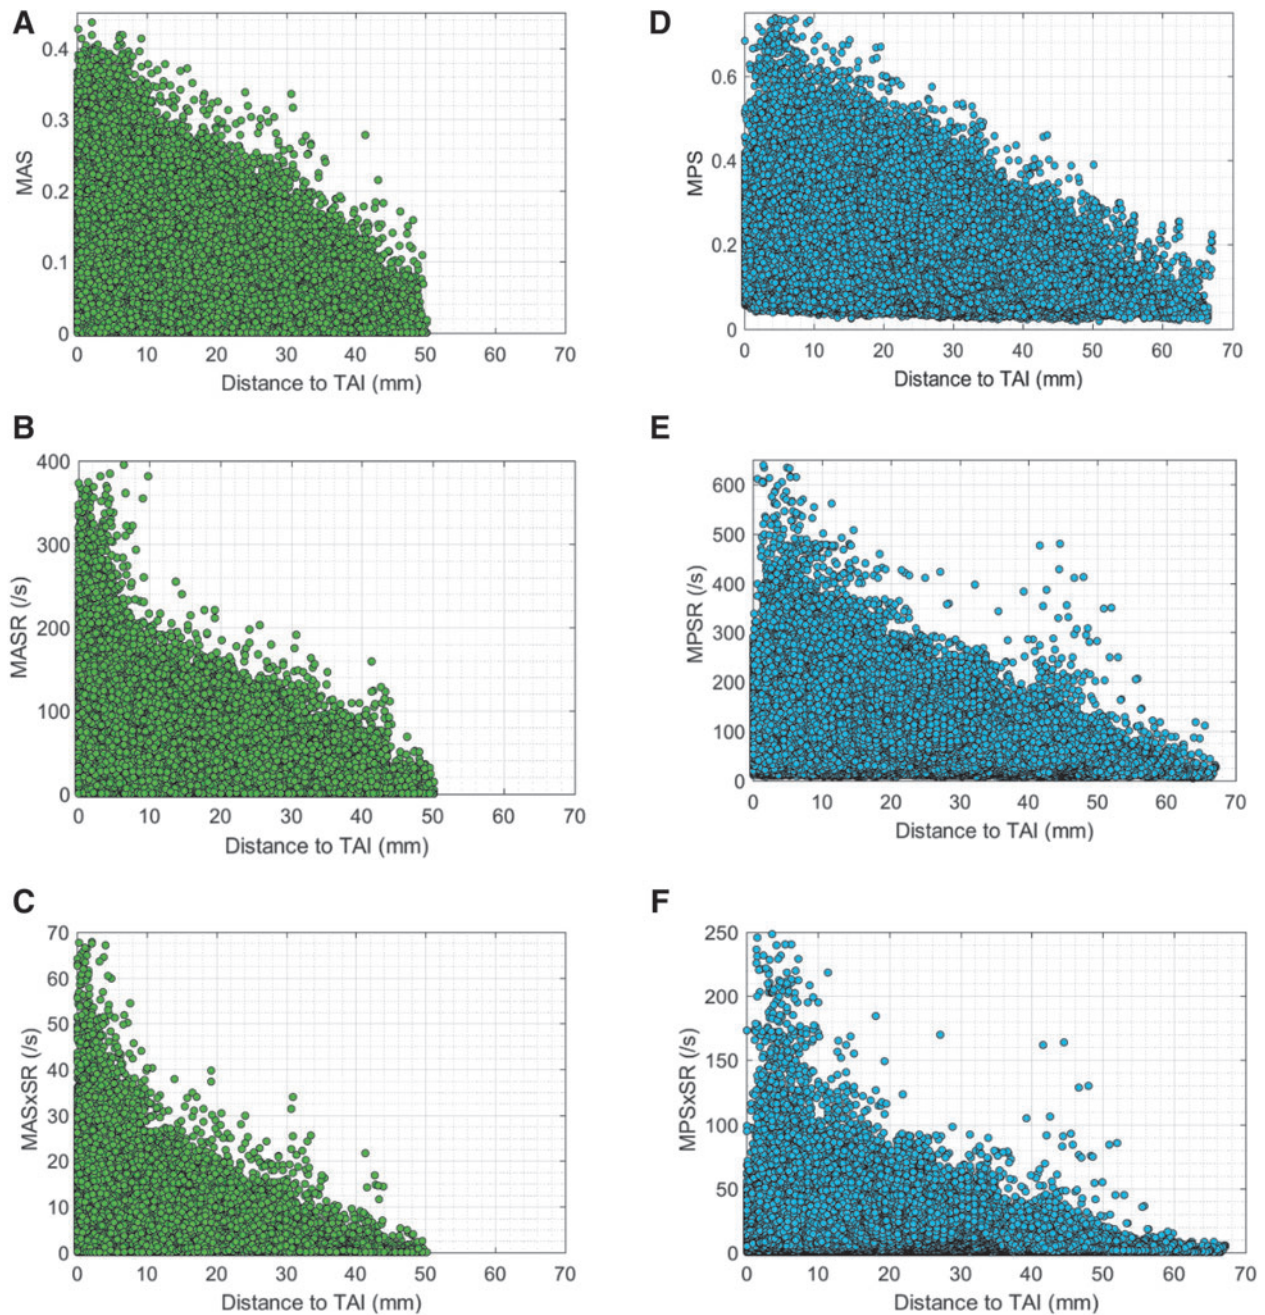 A
MAS
0.4
0.3
0.2
0.1
0
0 10 20 30 40 50 60 70
Distance to TAI (mm)
B
MASR (/s)
400
300
200
100
0
0 10 20 30 40 50 60 70
Distance to TAI (mm)
C
MASxSR (/s)
70
60
50
40
30
20
10
0
0 10 20 30 40 50 60 70
Distance to TAI (mm)
D
MPS
0.6
0.4
0.2
0
0 10 20 30 40 50 60 70
Distance to TAI (mm)
E
MPSR (/s)
600
500
400
300
200
100
0
0 10 20 30 40 50 60 70
Distance to TAI (mm)
F
MPSxSR (/s)
250
200
150
100
50
0
0 10 20 30 40 50 60 70
Distance to TAI (mm)